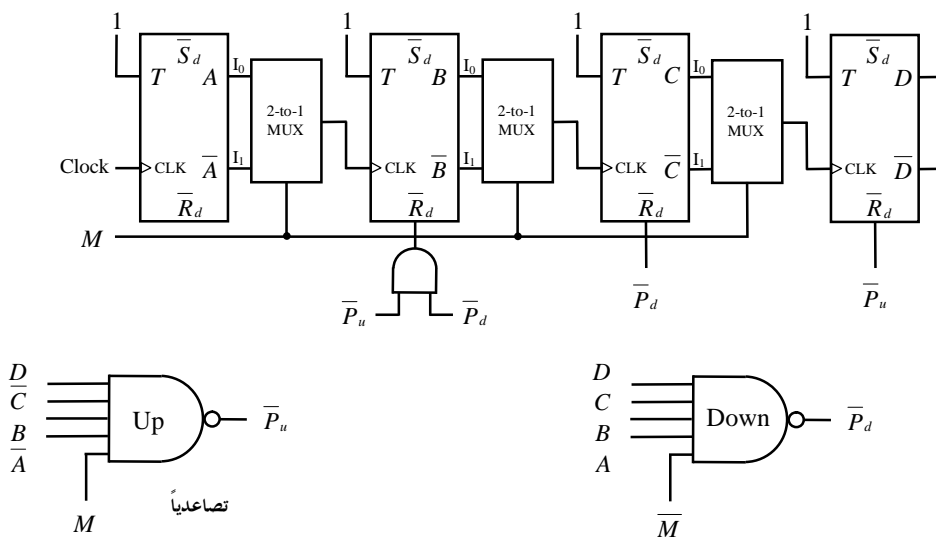 1 1 1 1
S̅d S̅d S̅d S̅d
T A I0 T B I0 T C I0 T D
2-to-1 2-to-1 2-to-1
MUX MUX MUX
Clock CLK A̅ I1 CLK B̅ I1 CLK C̅ I1 CLK D̅
R̅d R̅d R̅d R̅d
M
P̅u P̅d P̅d P̅u
D
C̅
B
A̅
Up P̅u
M
تصاعدياً
D
C
B
A
Down P̅d
M̅